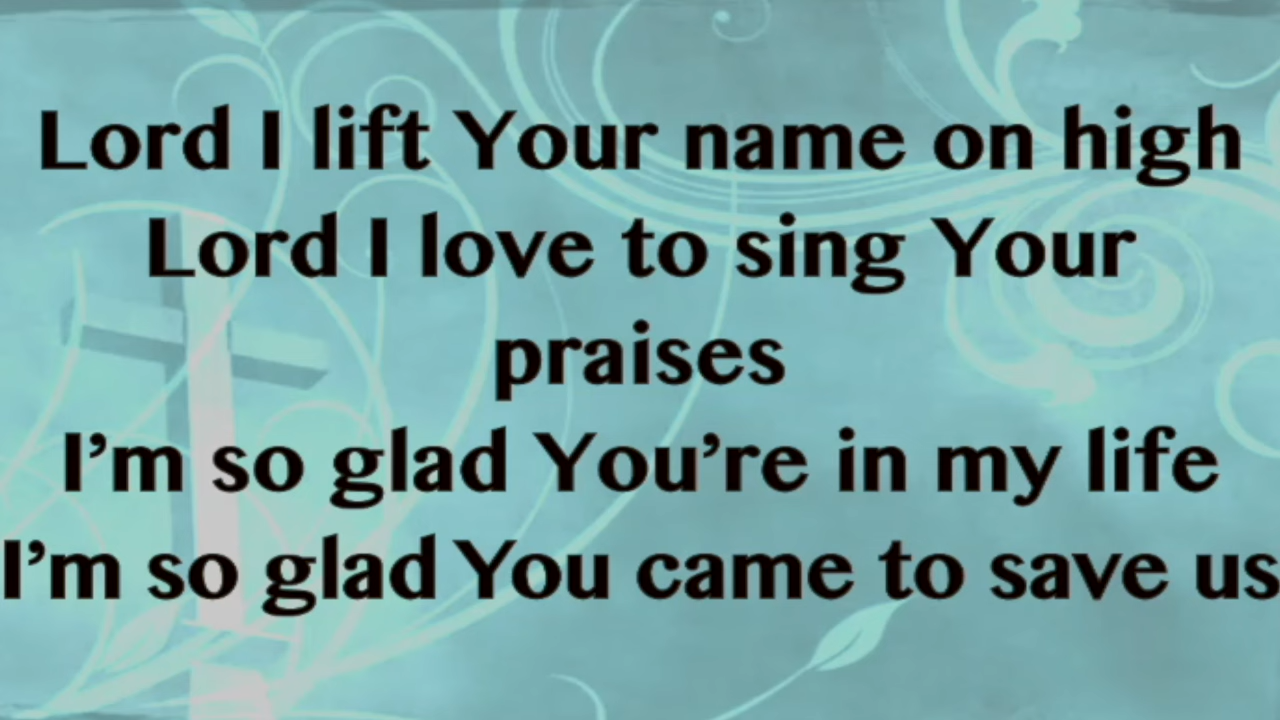 Lord I lift Your name on high
Lord I love to sing Your
praises
I’m so glad You’re in my life
I’m so glad You came to save us